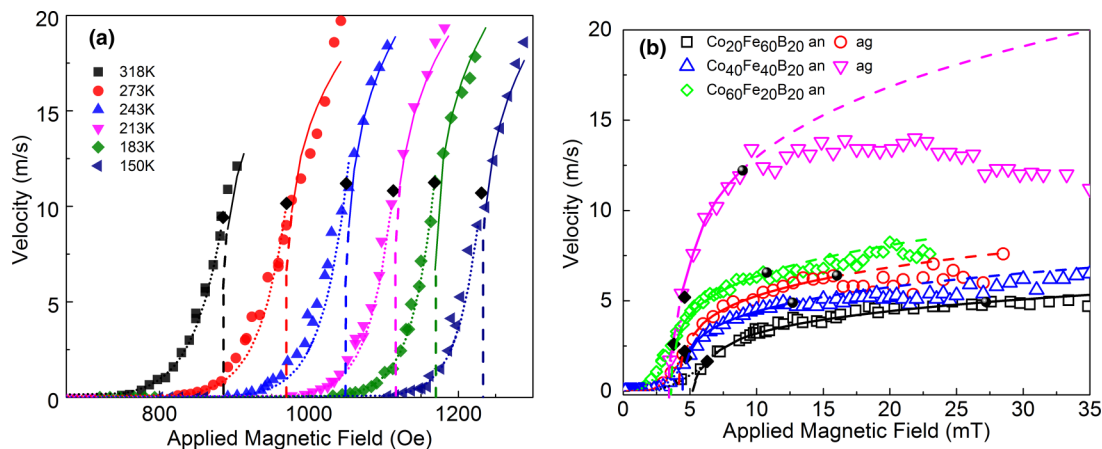 (a)
318K
273K
243K
213K
183K
150K
Velocity (m/s)
20
15
10
5
0
800
1000
1200
Applied Magnetic Field (Oe)
(b)
Co20Fe60B20 an
ag
Co40Fe40B20 an
ag
Co60Fe20B20 an
Velocity (m/s)
20
15
10
5
0
0
5
10
15
20
25
30
35
Applied Magnetic Field (mT)